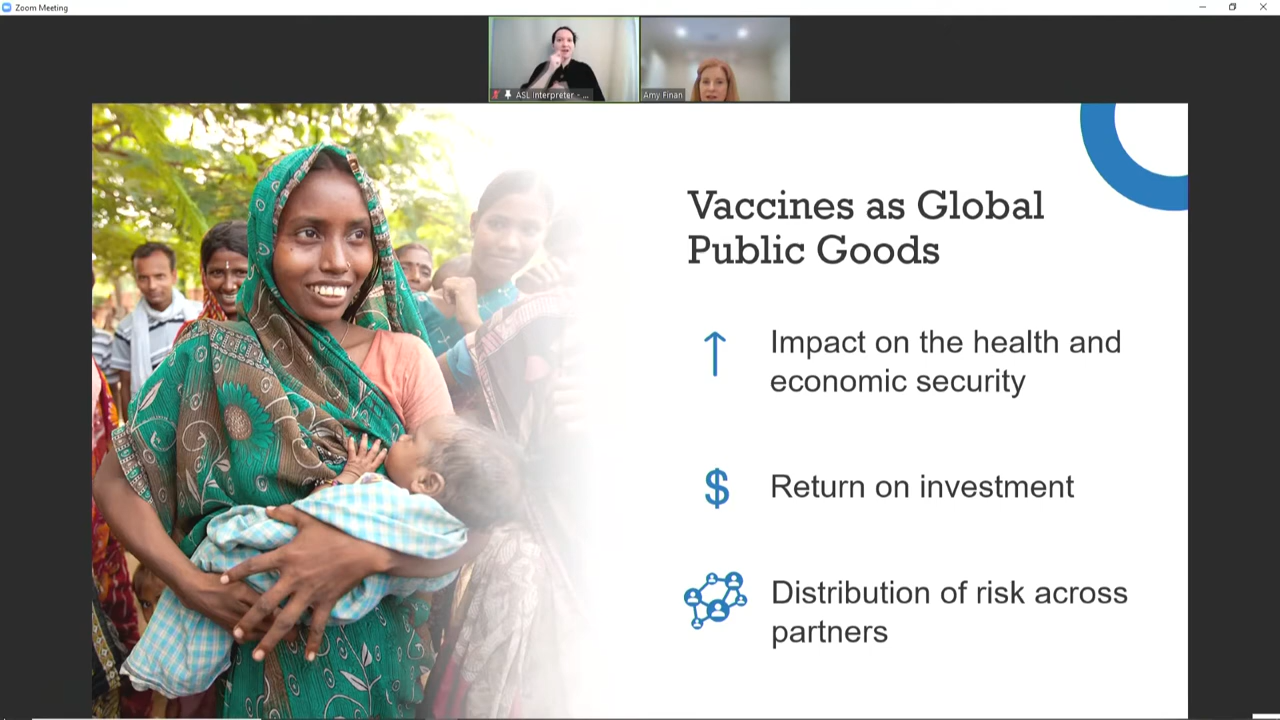 Zoom Meeting
ASL Interpreter - ...
Amy Finan
Vaccines as Global
Public Goods
Impact on the health and
economic security
$
Return on investment
Distribution of risk across
partners